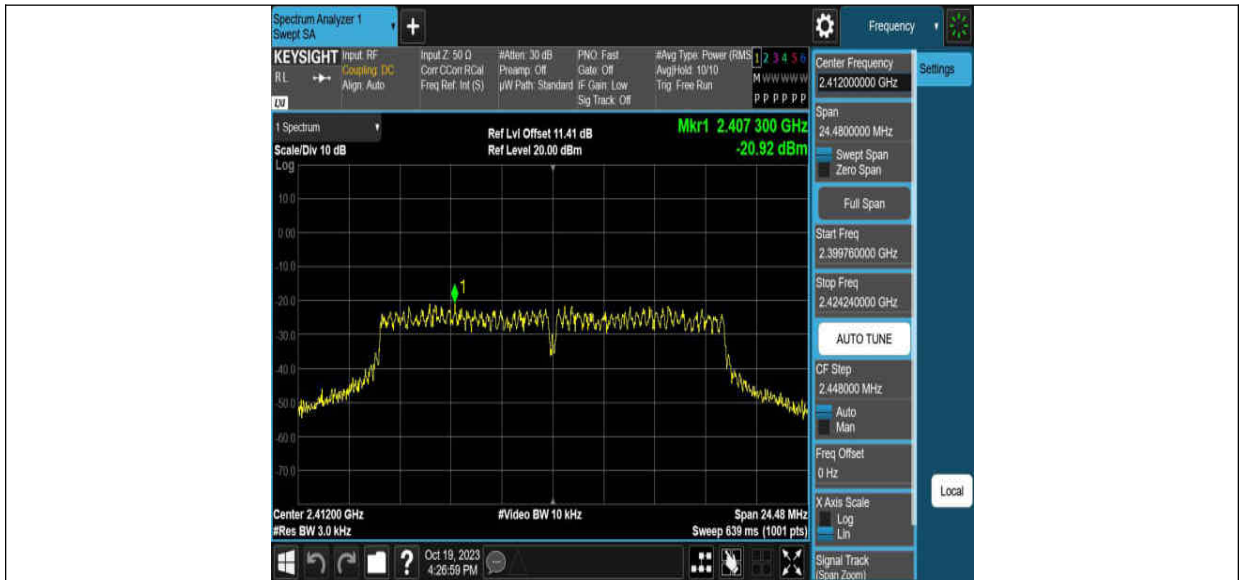 Spectrum Analyzer 1
Swept SA
+
Frequency
KEYSIGHT
RL
LXI
Input: RF
Coupling: DC
Align: Auto
Input Z: 50 Ω
Corr CCorr RCal
Freq Ref: Int (S)
#Atten: 30 dB
Preamp: Off
µW Path: Standard
PNO: Fast
Gate: Off
IF Gain: Low
Sig Track: Off
#Avg Type: Power (RMS
Avg|Hold: 10/10
Trig: Free Run
1 2 3 4 5 6
M W W W W W
P P P P P P
Center Frequency
2.412000000 GHz
Settings
1 Spectrum
Scale/Div 10 dB
Ref Lvl Offset 11.41 dB
Ref Level 20.00 dBm
Mkr1 2.407 300 GHz
-20.92 dBm
Span
24.4800000 MHz
Swept Span
Zero Span
Full Span
Start Freq
2.399760000 GHz
Stop Freq
2.424240000 GHz
AUTO TUNE
CF Step
2.448000 MHz
Auto
Man
Freq Offset
0 Hz
X Axis Scale
Log
Lin
Signal Track
(Span Zoom)
Local
Log
10.0
0.00
-10.0
-20.0
-30.0
-40.0
-50.0
-60.0
-70.0
1
Center 2.41200 GHz
#Res BW 3.0 kHz
#Video BW 10 kHz
Span 24.48 MHz
Sweep 639 ms (1001 pts)
?
Oct 19, 2023
4:26:59 PM